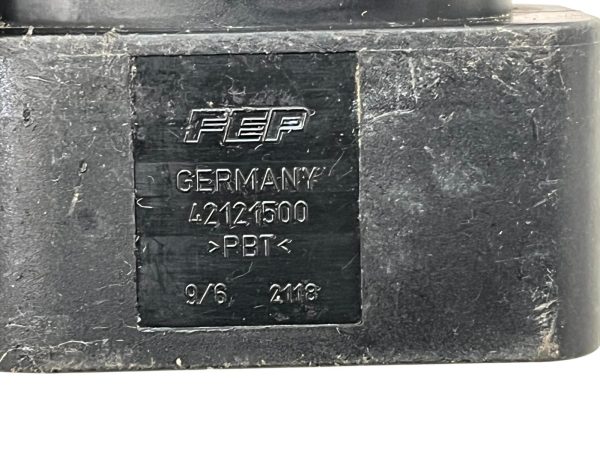 FEP
GERMANY
42121500
>PBT<
9/6 2118